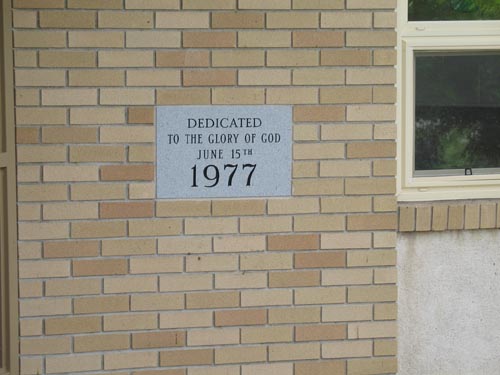 DEDICATED
TO THE GLORY OF GOD
JUNE 15TH
1977